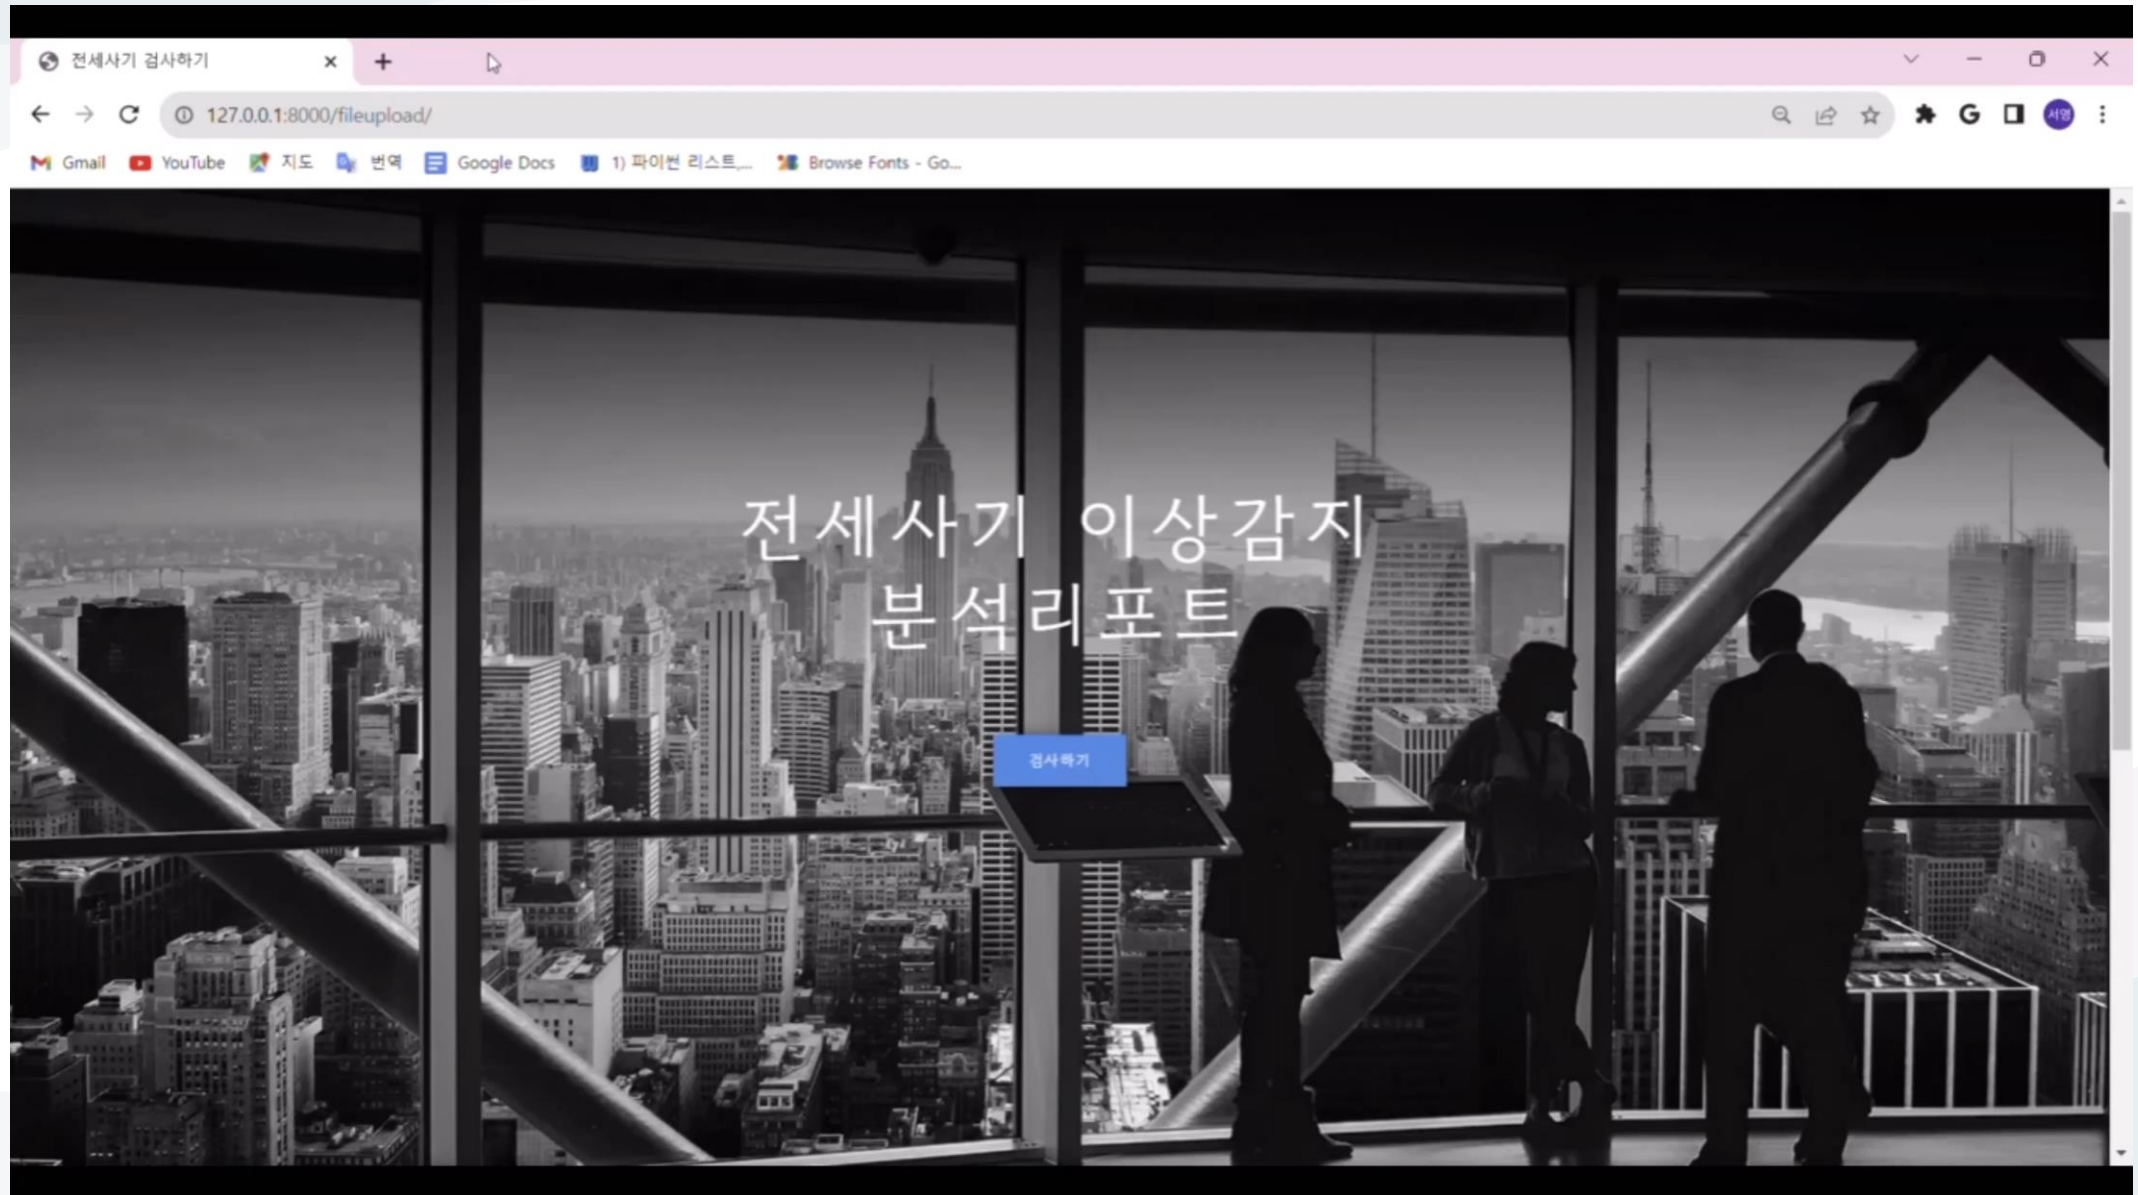 전세사기 검사하기
127.0.0.1:8000/fileupload/
서영
Gmail
YouTube
지도
번역
Google Docs
1) 파이썬 리스트,...
Browse Fonts - Go...
전세사기 이상감지
분석리포트
검사하기